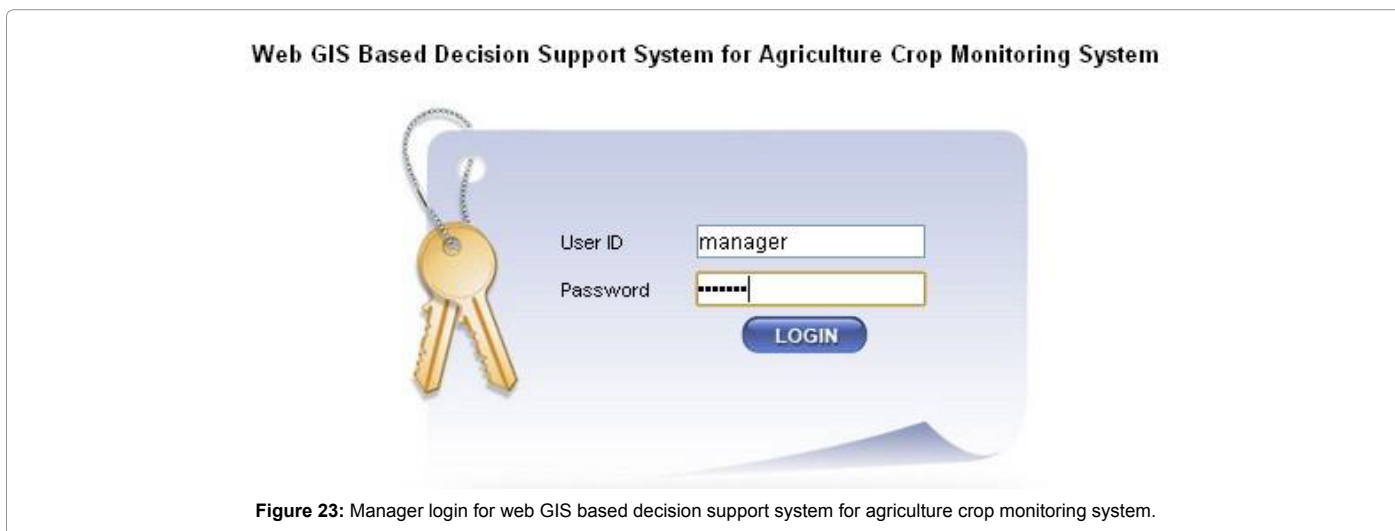 Web GIS Based Decision Support System for Agriculture Crop Monitoring System
User ID
manager
Password
LOGIN
Figure 23: Manager login for web GIS based decision support system for agriculture crop monitoring system.